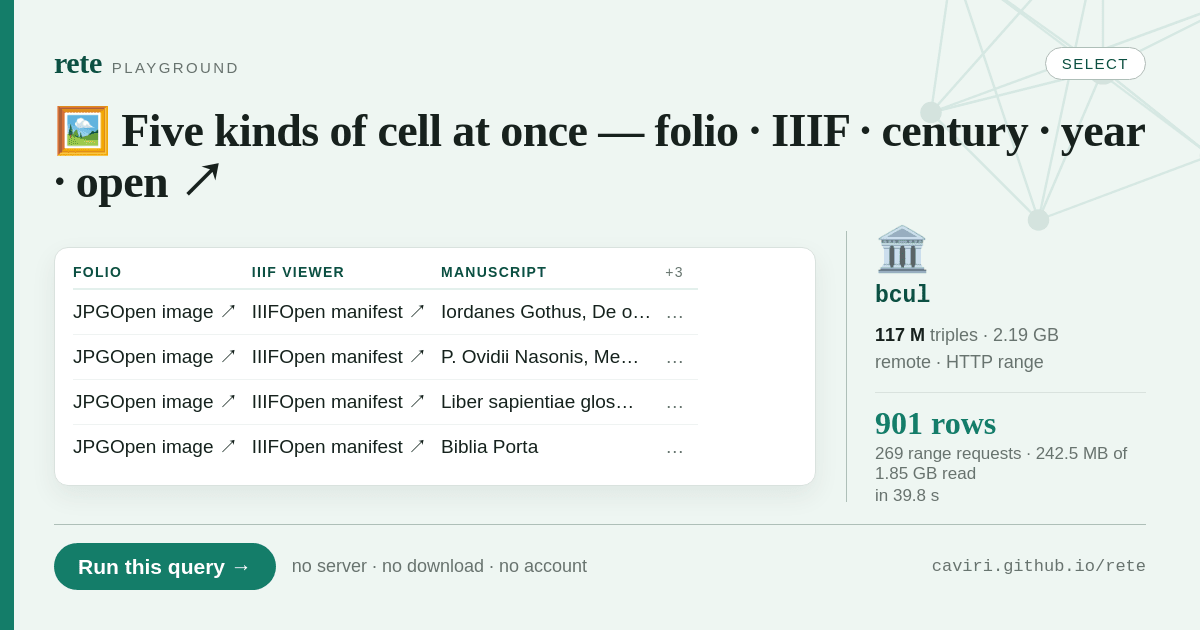 rete PLAYGROUND
SELECT
🖼️ Five kinds of cell at once — folio · IIIF · century · year
· open ↗
FOLIO IIIF VIEWER MANUSCRIPT +3
JPGOpen image ↗ IIIFOpen manifest ↗ Iordanes Gothus, De o… …
JPGOpen image ↗ IIIFOpen manifest ↗ P. Ovidii Nasonis, Me… …
JPGOpen image ↗ IIIFOpen manifest ↗ Liber sapientiae glos… …
JPGOpen image ↗ IIIFOpen manifest ↗ Biblia Porta …
🏛️
bcul
117 M triples · 2.19 GB
remote · HTTP range
901 rows
269 range requests · 242.5 MB of
1.85 GB read
in 39.8 s
Run this query → no server · no download · no account
caviri.github.io/rete